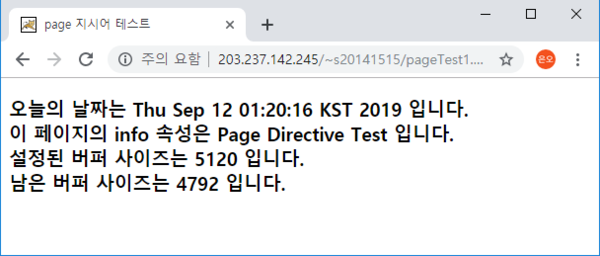 page 지시어 테스트
주의 요함 203.237.142.245/~s20141515/pageTest1....
은오
오늘의 날짜는 Thu Sep 12 01:20:16 KST 2019 입니다.
이 페이지의 info 속성은 Page Directive Test 입니다.
설정된 버퍼 사이즈는 5120 입니다.
남은 버퍼 사이즈는 4792 입니다.